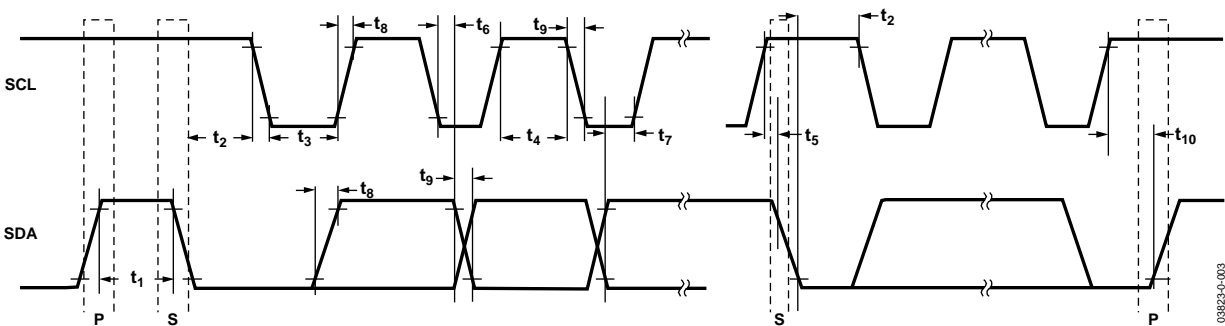 t8 t6 t9 t2
SCL
t2 t3 t4 t7 t5 t10
t8 t9
SDA
t1
P S S P
03823-0-003